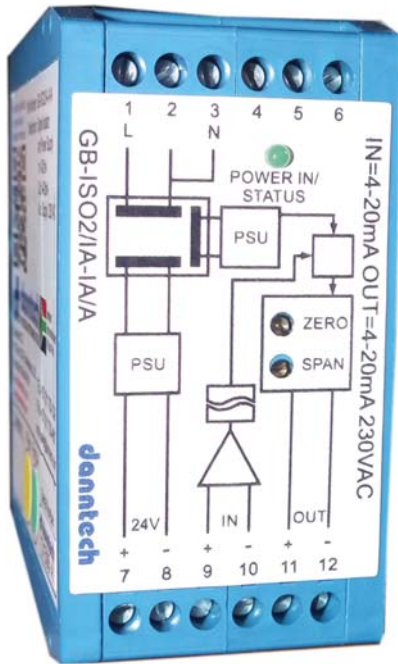 1 2 3 4 5 6
L N
POWER IN/
STATUS
PSU
ZERO
SPAN
PSU
24V IN OUT
+ - + - + -
7 8 9 10 11 12
GB-ISO2/IA-IA/A
danntech
IN=4-20mA OUT=4-20mA 230VAC